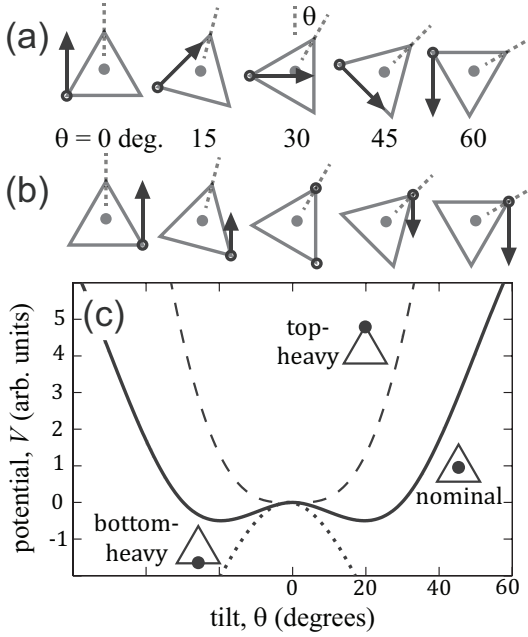 (a)
θ
θ = 0 deg. 15 30 45 60
(b)
(c)
potential, V (arb. units)
5
4
3
2
1
0
-1
top-
heavy
nominal
bottom-
heavy
0 20 40 60
tilt, θ (degrees)